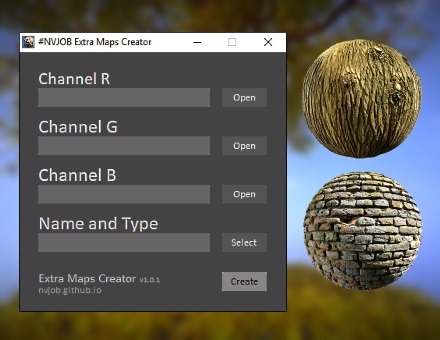 #NVJOB Extra Maps Creator
Channel R
Open
Channel G
Open
Channel B
Open
Name and Type
Select
Extra Maps Creator v1.0.1
Create
nvjob.github.io